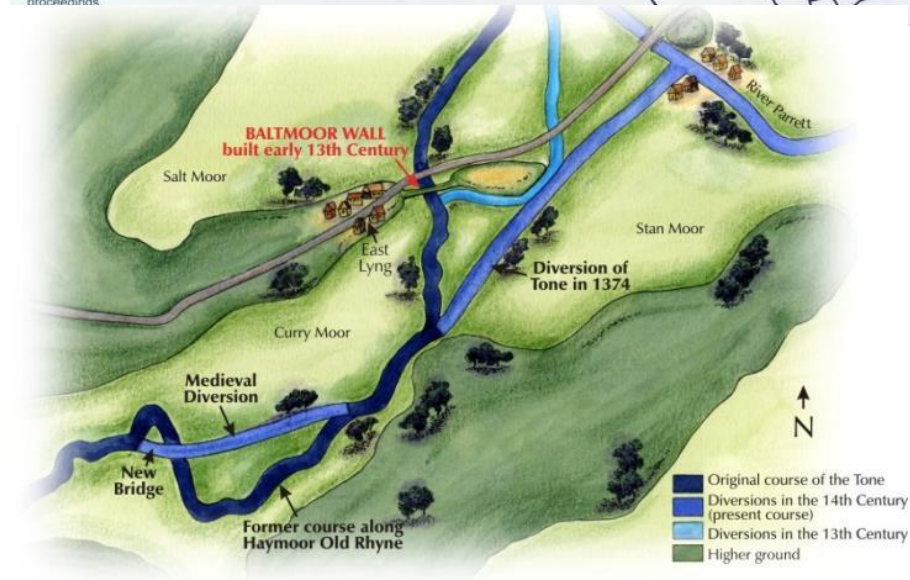 proceedings
River Parrett
BALTMOOR WALL
built early 13th Century
Salt Moor
Stan Moor
East
Lyng
Diversion of
Tone in 1374
Curry Moor
Medieval
Diversion
N
New
Bridge
Original course of the Tone
Diversions in the 14th Century
(present course)
Diversions in the 13th Century
Higher ground
Former course along
Haymoor Old Rhyne